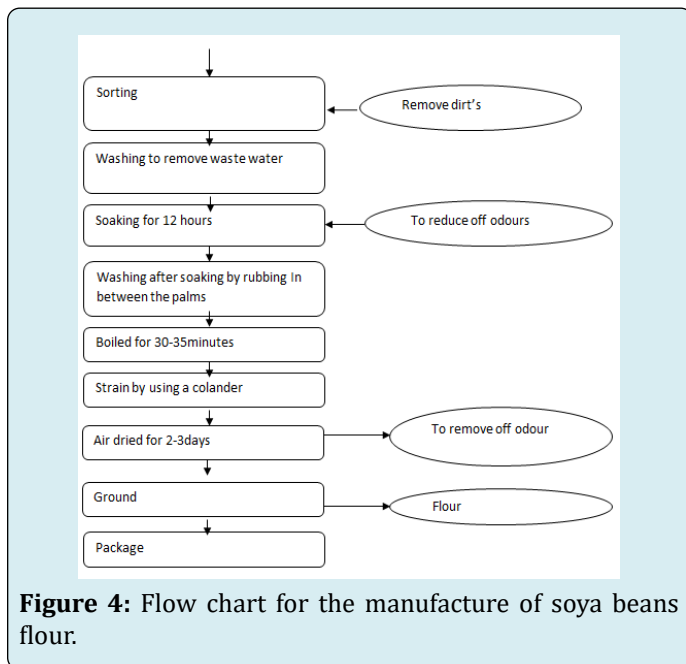 Sorting
Remove dirt's
Washing to remove waste water
Soaking for 12 hours
To reduce off odours
Washing after soaking by rubbing In
between the palms
Boiled for 30-35minutes
Strain by using a colander
Air dried for 2-3days
To remove off odour
Ground
Flour
Package
Figure 4: Flow chart for the manufacture of soya beans
flour.